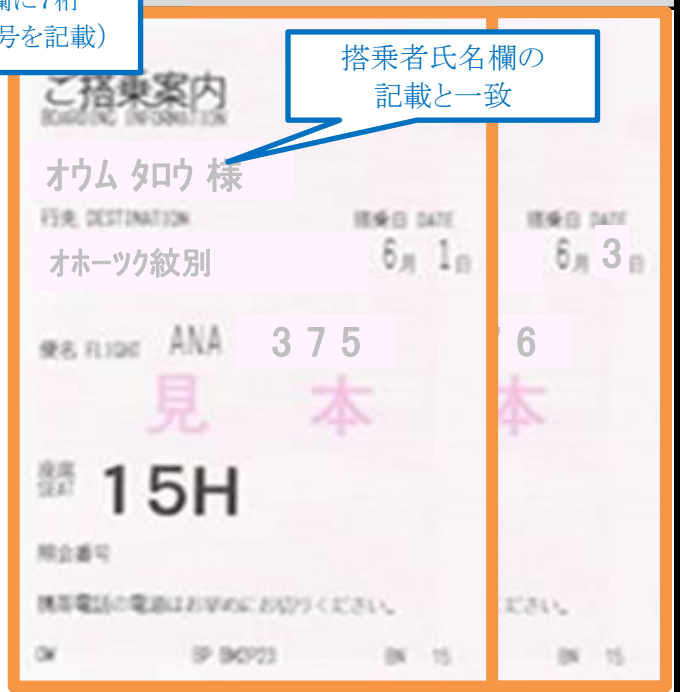 欄に7桁
号を記載）
搭乗者氏名欄の
記載と一致
ご搭乗案内
BOARDING INFORMATION
オウム タロウ 様
行先 DESTINATION 搭乗日 DATE 搭乗日 DATE
オホーツク紋別 6月 1日 6月 3日
便名 FLIGHT ANA 375 76
見 本 本
座席
SEAT 15H
照会番号
携帯電話の電源はお早めにお切りください。 ください。
BN 15 BN 15